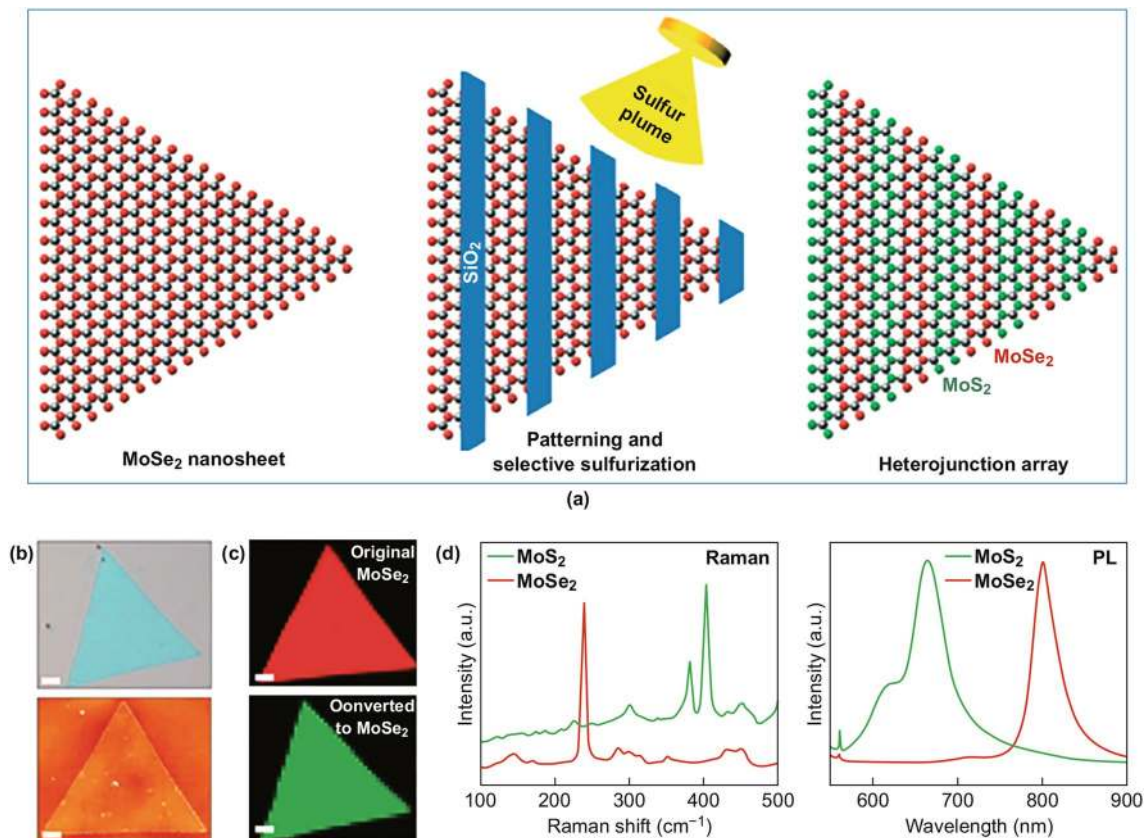 Sulfur
plume
SiO₂
MoSe₂
MoS₂
MoSe₂ nanosheet
Patterning and
selective sulfurization
Heterojunction array
(a)
(b)
(c)
Original
MoSe₂
Oonverted
to MoSe₂
(d)
MoS₂
MoSe₂
Raman
Intensity (a.u.)
100 200 300 400 500
Raman shift (cm⁻¹)
MoS₂
MoSe₂
PL
Intensity (a.u.)
600 700 800 900
Wavelength (nm)